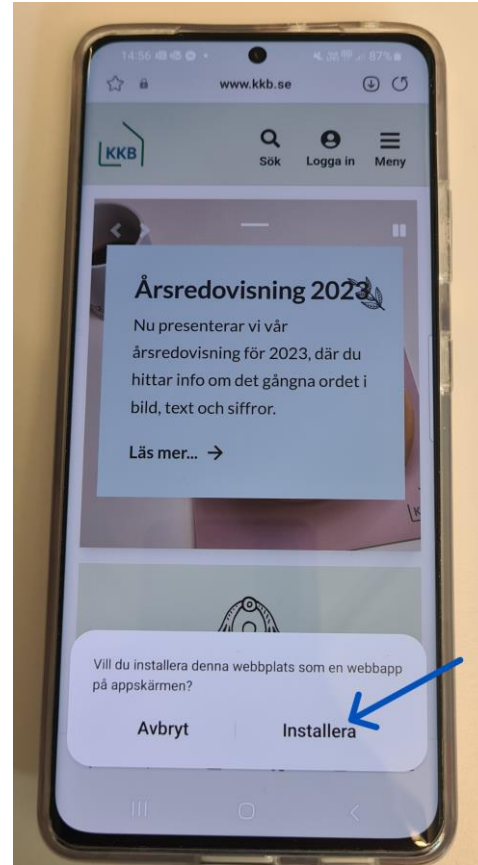 14:56
87%
www.kkb.se
KKB
Sök Logga in Meny
Årsredovisning 2023
Nu presenterar vi vår
årsredovisning för 2023, där du
hittar info om det gångna ordet i
bild, text och siffror.
Läs mer... →
Vill du installera denna webbplats som en webbapp
på appskärmen?
Avbryt Installera